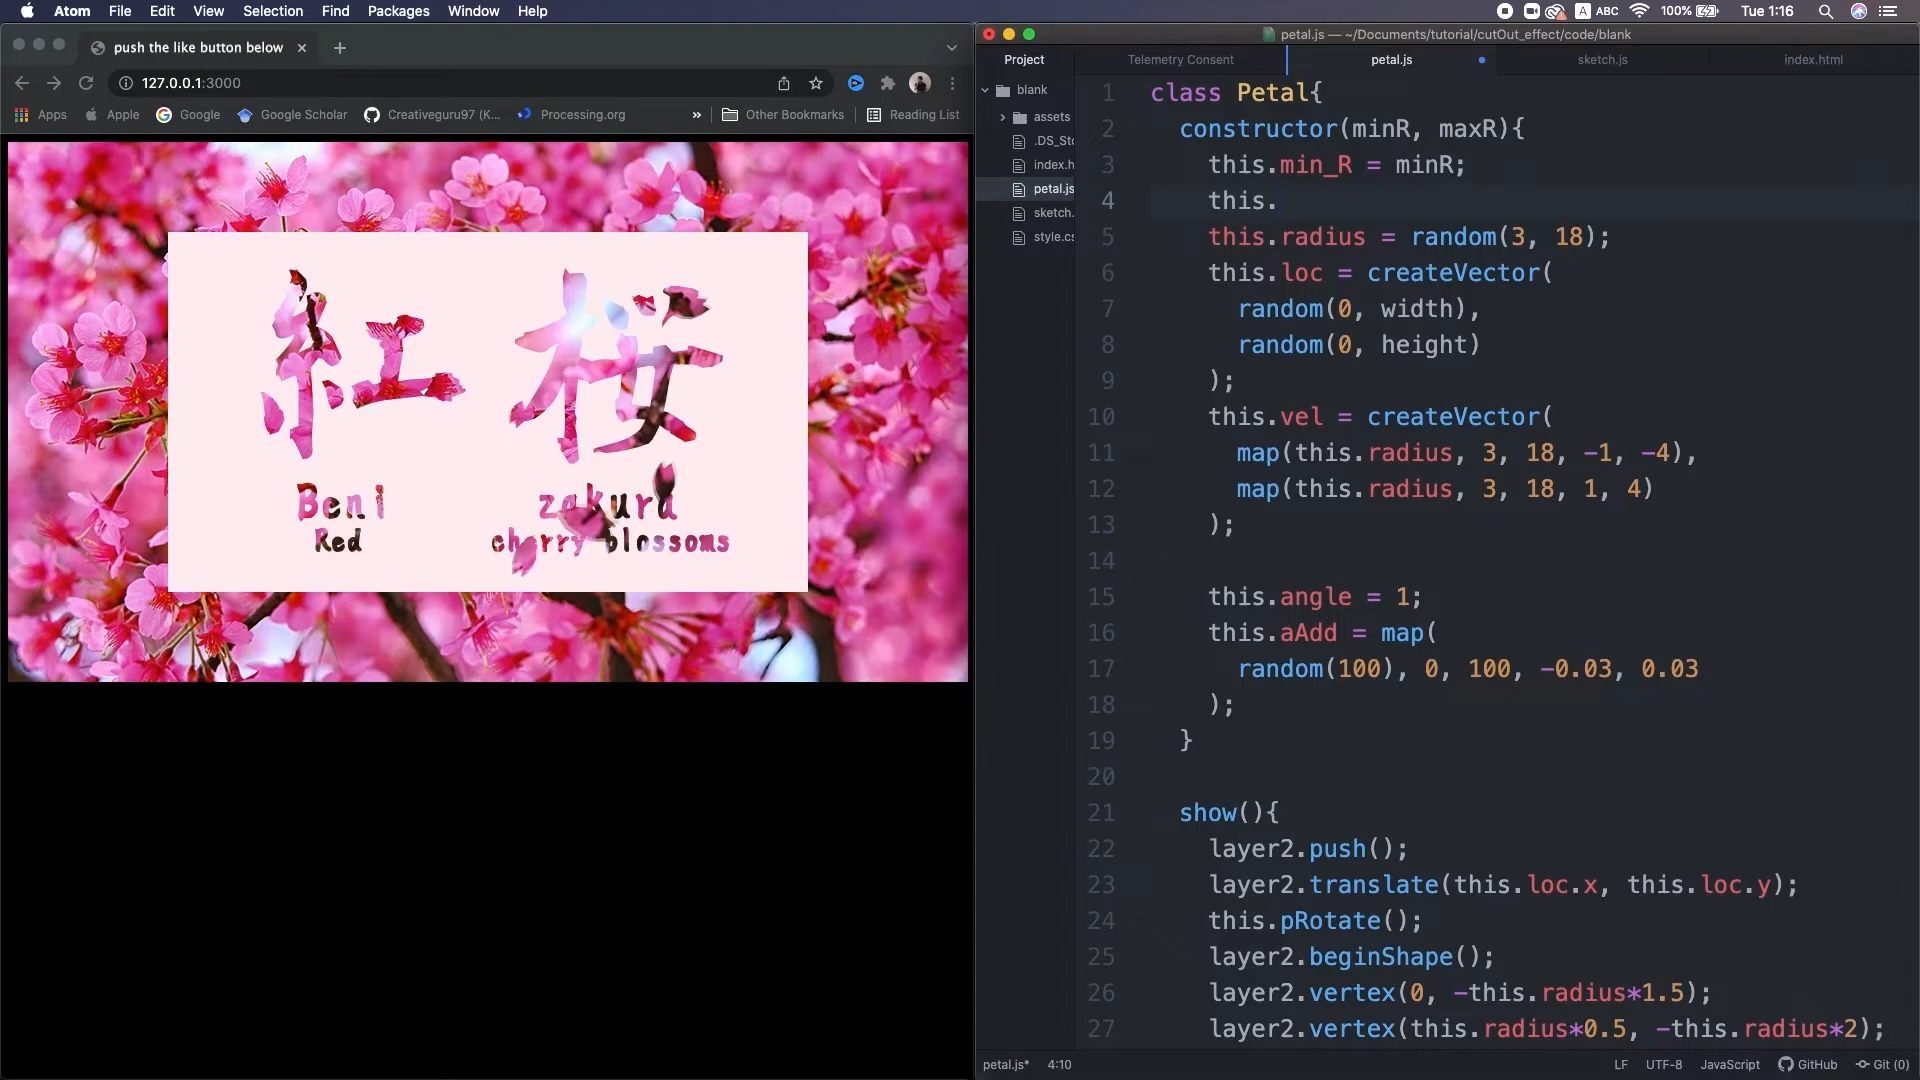 Atom File Edit View Selection Find Packages Window Help
A ABC 100% Tue 1:16
push the like button below
127.0.0.1:3000
Apps Apple Google Google Scholar Creativeguru97 (K... Processing.org » Other Bookmarks Reading List
紅 桜
Beni zakura
Red cherry blossoms
petal.js — ~/Documents/tutorial/cutOut_effect/code/blank
Project Telemetry Consent petal.js sketch.js index.html
blank
assets
.DS_Sto
index.h
petal.js
sketch.
style.cs
1 class Petal{
2 constructor(minR, maxR){
3 this.min_R = minR;
4 this.
5 this.radius = random(3, 18);
6 this.loc = createVector(
7 random(0, width),
8 random(0, height)
9 );
10 this.vel = createVector(
11 map(this.radius, 3, 18, -1, -4),
12 map(this.radius, 3, 18, 1, 4)
13 );
14
15 this.angle = 1;
16 this.aAdd = map(
17 random(100), 0, 100, -0.03, 0.03
18 );
19 }
20
21 show(){
22 layer2.push();
23 layer2.translate(this.loc.x, this.loc.y);
24 this.pRotate();
25 layer2.beginShape();
26 layer2.vertex(0, -this.radius*1.5);
27 layer2.vertex(this.radius*0.5, -this.radius*2);
petal.js* 4:10 LF UTF-8 JavaScript GitHub Git (0)